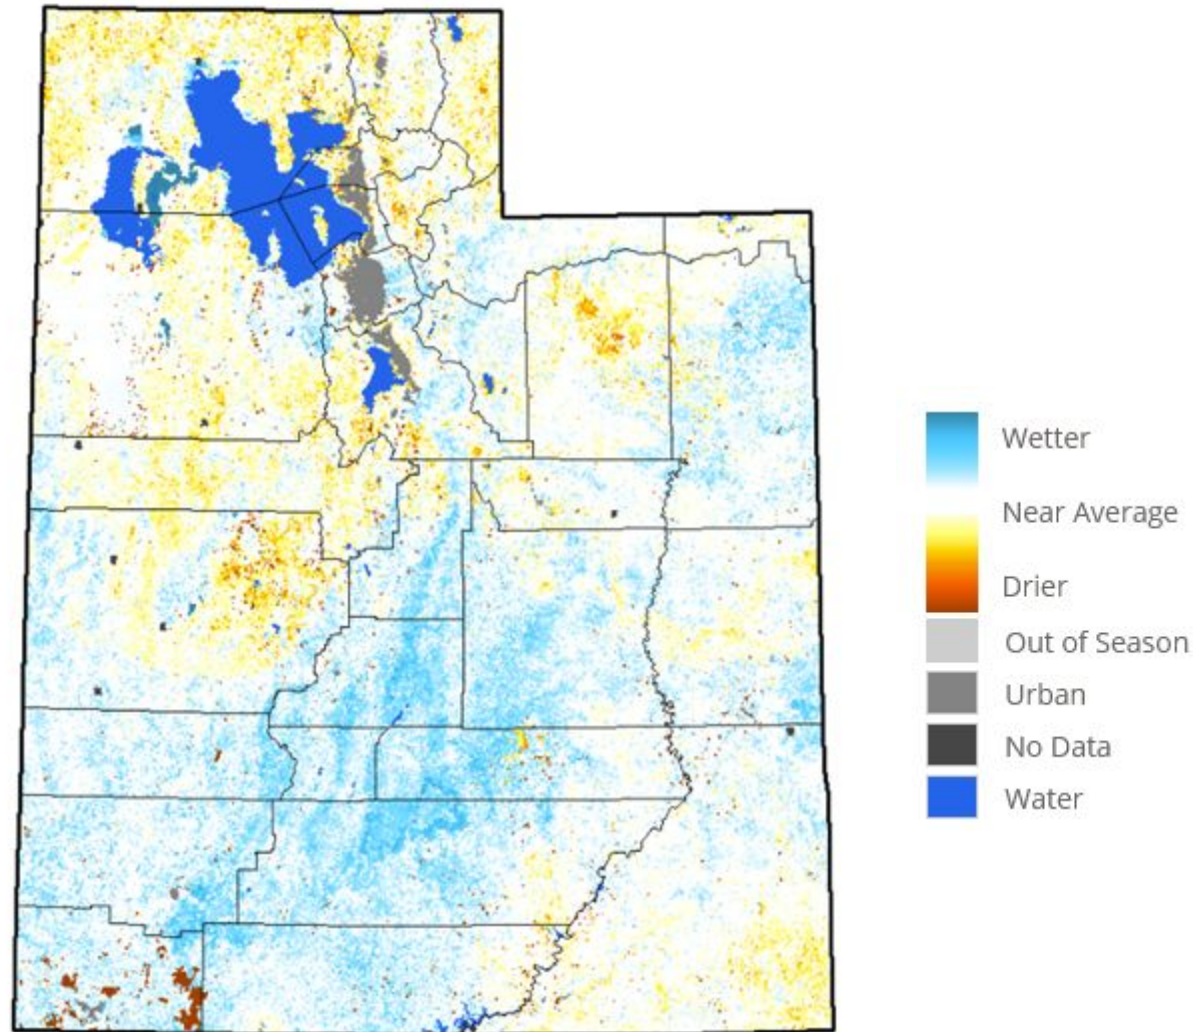 Wetter
Near Average
Drier
Out of Season
Urban
No Data
Water